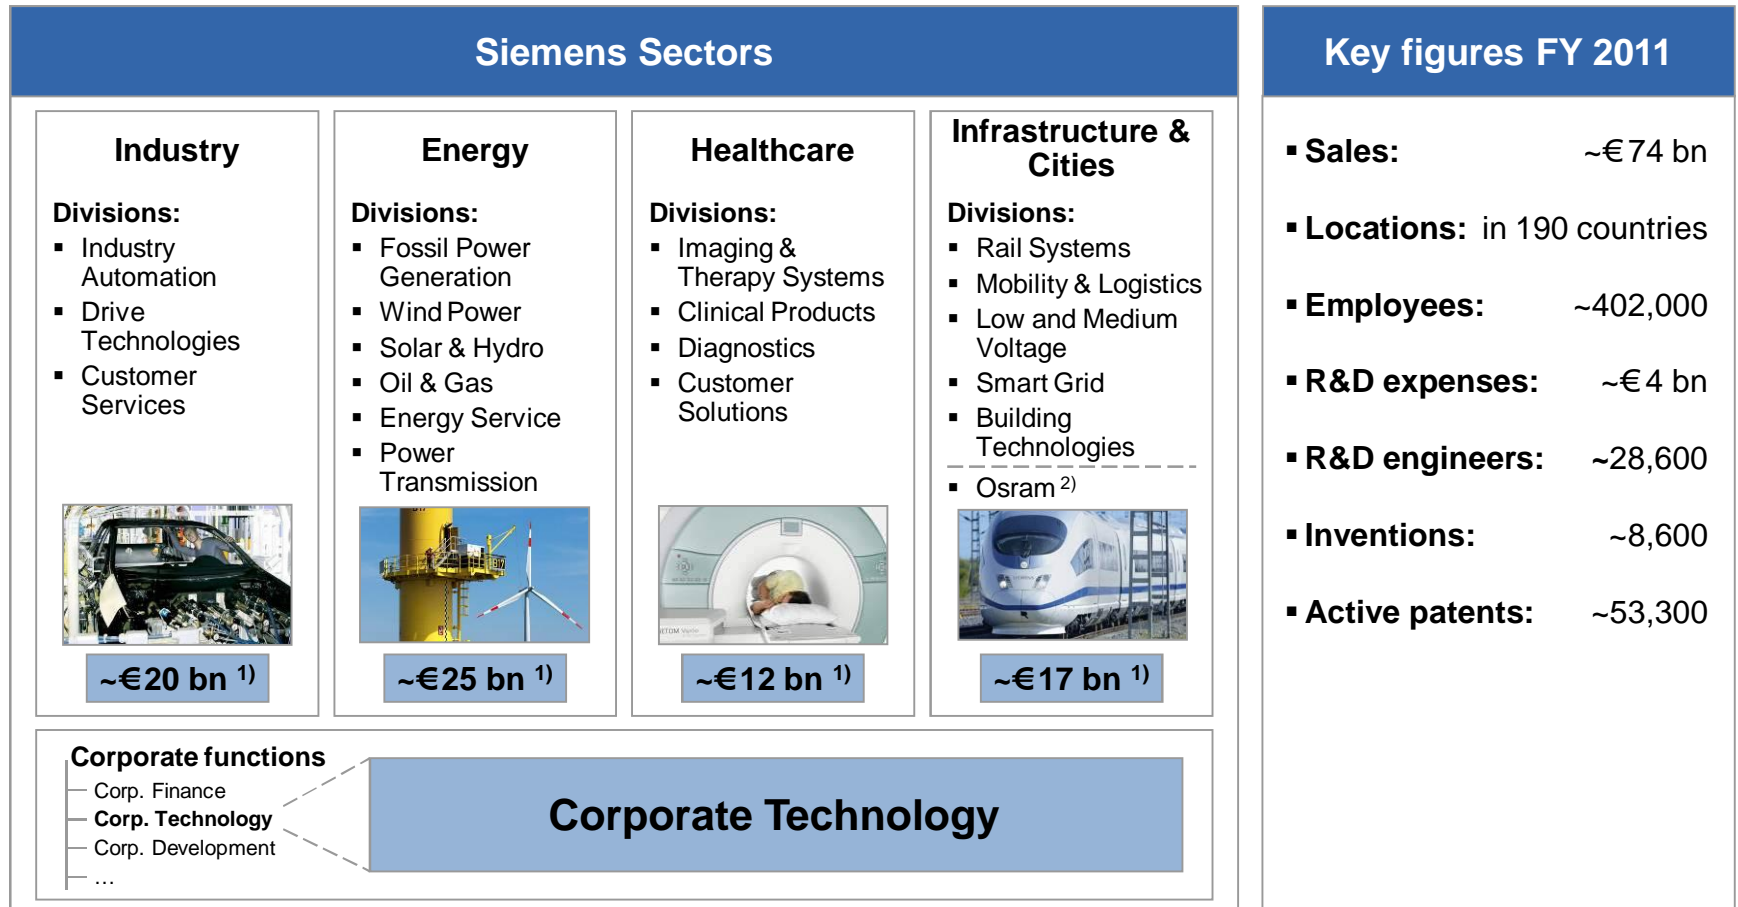 Siemens Sectors
Industry
Divisions:
▪ Industry
Automation
▪ Drive
Technologies
▪ Customer
Services
~€20 bn 1)
Energy
Divisions:
▪ Fossil Power
Generation
▪ Wind Power
▪ Solar & Hydro
▪ Oil & Gas
▪ Energy Service
▪ Power
Transmission
~€25 bn 1)
Healthcare
Divisions:
▪ Imaging &
Therapy Systems
▪ Clinical Products
▪ Diagnostics
▪ Customer
Solutions
~€12 bn 1)
Infrastructure &
Cities
Divisions:
▪ Rail Systems
▪ Mobility & Logistics
▪ Low and Medium
Voltage
▪ Smart Grid
▪ Building
Technologies
▪ Osram 2)
~€17 bn 1)
Corporate functions
Corp. Finance
Corp. Technology
Corp. Development
…
Corporate Technology
Key figures FY 2011
▪ Sales: ~€74 bn
▪ Locations: in 190 countries
▪ Employees: ~402,000
▪ R&D expenses: ~€4 bn
▪ R&D engineers: ~28,600
▪ Inventions: ~8,600
▪ Active patents: ~53,300